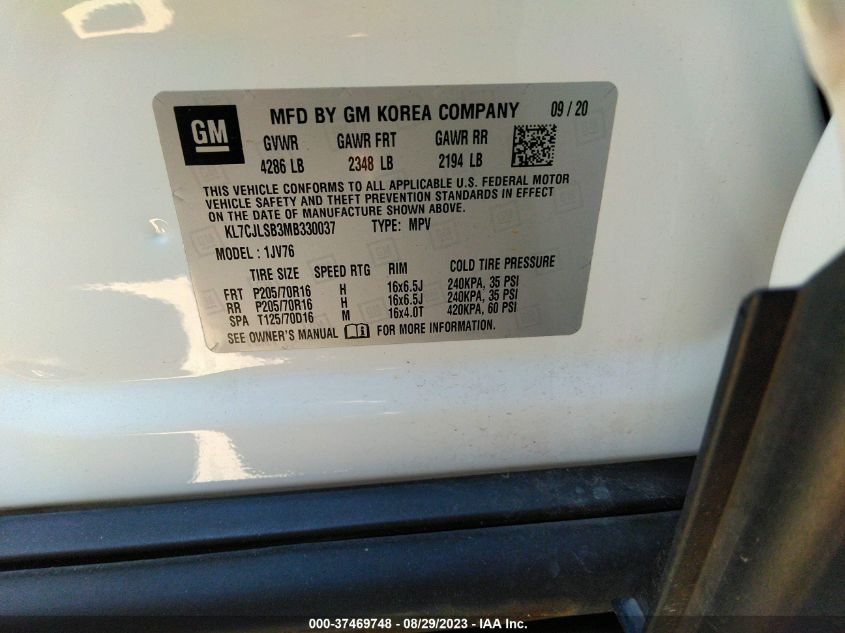 GM
MFD BY GM KOREA COMPANY 09 / 20
GVWR GAWR FRT GAWR RR
4286 LB 2348 LB 2194 LB
THIS VEHICLE CONFORMS TO ALL APPLICABLE U.S. FEDERAL MOTOR
VEHICLE SAFETY AND THEFT PREVENTION STANDARDS IN EFFECT
ON THE DATE OF MANUFACTURE SHOWN ABOVE.
KL7CJLSB3MB330037 TYPE: MPV
MODEL : 1JV76
TIRE SIZE SPEED RTG RIM COLD TIRE PRESSURE
FRT P205/70R16 H 16x6.5J 240KPA, 35 PSI
RR P205/70R16 H 16x6.5J 240KPA, 35 PSI
SPA T125/70D16 M 16x4.0T 420KPA, 60 PSI
SEE OWNER'S MANUAL FOR MORE INFORMATION.
000-37469748 - 08/29/2023 - IAA Inc.